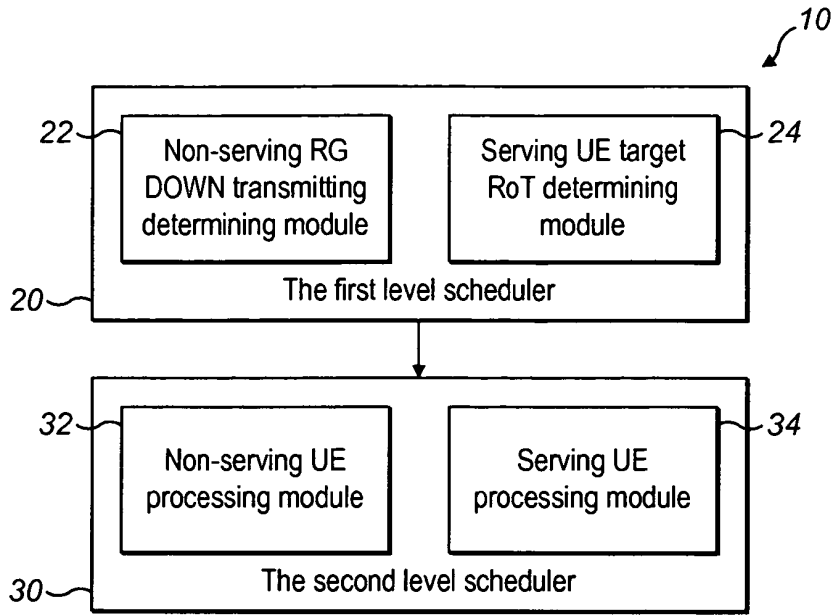 10
22
Non-serving RG
DOWN transmitting
determining module
Serving UE target
RoT determining
module
24
20
The first level scheduler
32
Non-serving UE
processing module
Serving UE
processing module
34
30
The second level scheduler